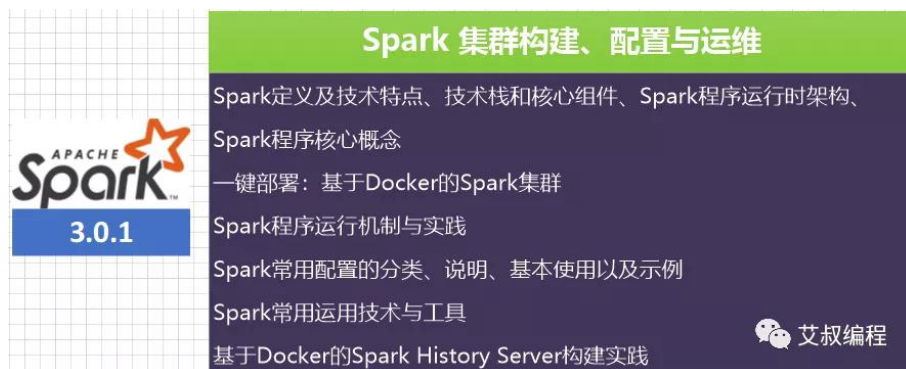 Spark 集群构建、配置与运维
Spark定义及技术特点、技术栈和核心组件、Spark程序运行时架构、
Spark程序核心概念
一键部署：基于Docker的Spark集群
Spark程序运行机制与实践
Spark常用配置的分类、说明、基本使用以及示例
Spark常用运用技术与工具
基于Docker的Spark History Server构建实践
APACHE
Spark™
3.0.1
艾叔编程